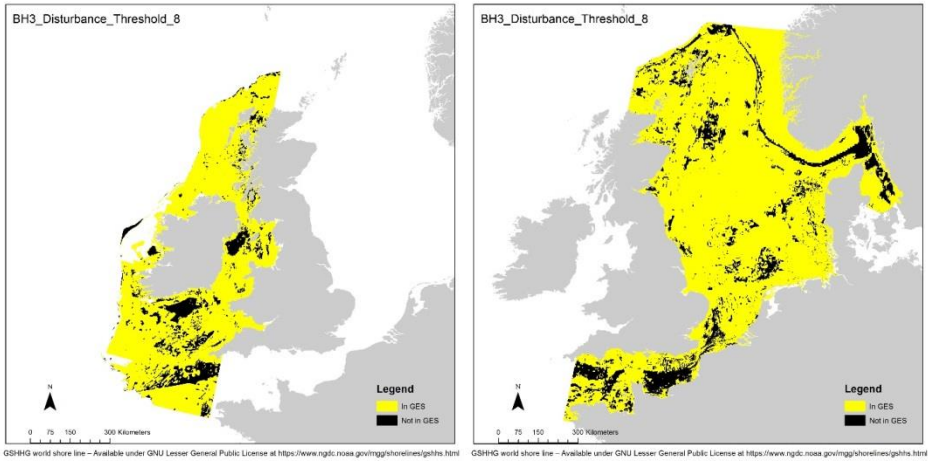 BH3_Disturbance_Threshold_8
N
0 75 150 300 Kilometers
Legend
In GES
Not in GES
GSHHG world shore line – Available under GNU Lesser General Public License at https://www.ngdc.noaa.gov/mgg/shorelines/gshhs.html
BH3_Disturbance_Threshold_8
N
0 75 150 300 Kilometers
Legend
In GES
Not in GES
GSHHG world shore line – Available under GNU Lesser General Public License at https://www.ngdc.noaa.gov/mgg/shorelines/gshhs.html